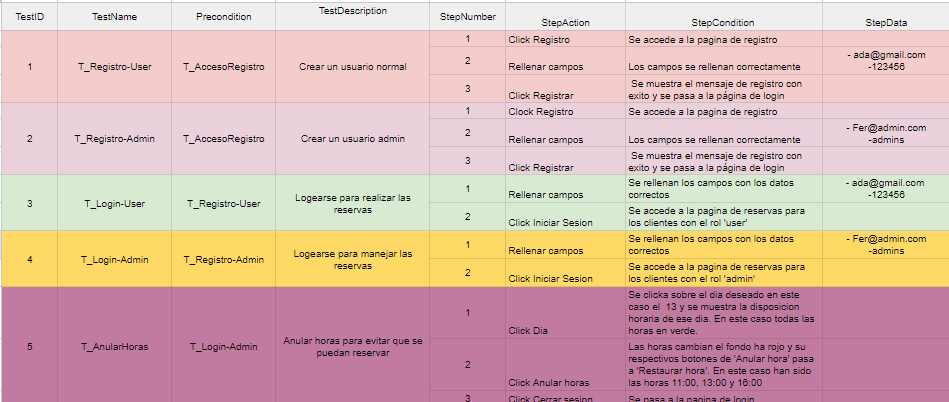 TestID TestName Precondition TestDescription StepNumber StepAction StepCondition StepData
1 T_Registro-User T_AccesoRegistro Crear un usuario normal
1 Click Registro Se accede a la pagina de registro
2 Rellenar campos Los campos se rellenan correctamente - ada@gmail.com
-123456
3 Click Registrar Se muestra el mensaje de registro con
exito y se pasa a la página de login
2 T_Registro-Admin T_AccesoRegistro Crear un usuario admin
1 Clock Registro Se accede a la pagina de registro
2 Rellenar campos Los campos se rellenan correctamente - Fer@admin.com
-admins
3 Click Registrar Se muestra el mensaje de registro con
exito y se pasa a la página de login
3 T_Login-User T_Registro-User Logearse para realizar las
reservas
1 Rellenar campos Se rellenan los campos con los datos
correctos
- ada@gmail.com
-123456
2 Click Iniciar Sesion Se accede a la pagina de reservas para
los clientes con el rol 'user'
4 T_Login-Admin T_Registro-Admin Logearse para manejar las
reservas
1 Rellenar campos Se rellenan los campos con los datos
correctos
- Fer@admin.com
-admins
2 Click Iniciar Sesion Se accede a la pagina de reservas para
los clientes con el rol 'admin'
5 T_AnularHoras T_Login-Admin Anular horas para evitar que se
puedan reservar
1 Click Dia Se clicka sobre el dia deseado en este
caso el 13 y se muestra la disposicion
horaria de ese dia. En este caso todas las
horas en verde.
2 Click Anular horas Las horas cambian el fondo ha rojo y su
respectivos botones de 'Anular hora' pasa
a 'Restaurar hora'. En este caso han sido
las horas 11:00, 13:00 y 16:00
3 Click Cerrar sesion Se pasa a la pagina de login